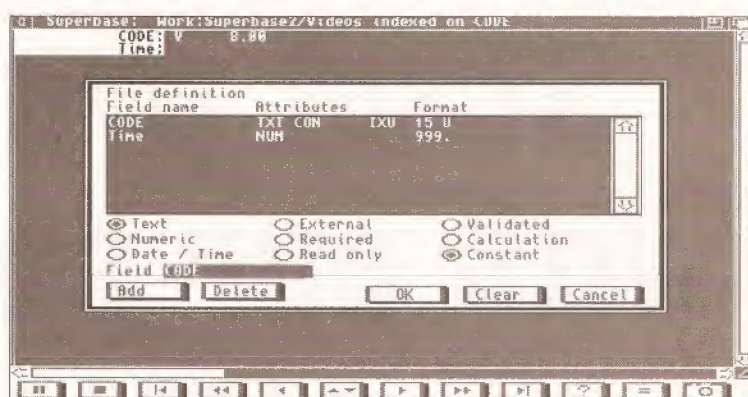 Superbase: Work:Superbase2/Videos indexed on CODE
CODE: V 8.00
Time:
File definition
Field name Attributes Format
CODE TXT CON IXU 15 U
Time NUM 999.
Text External Validated
Numeric Required Calculation
Date / Time Read only Constant
Field CODE
Add Delete OK Clear Cancel
? =